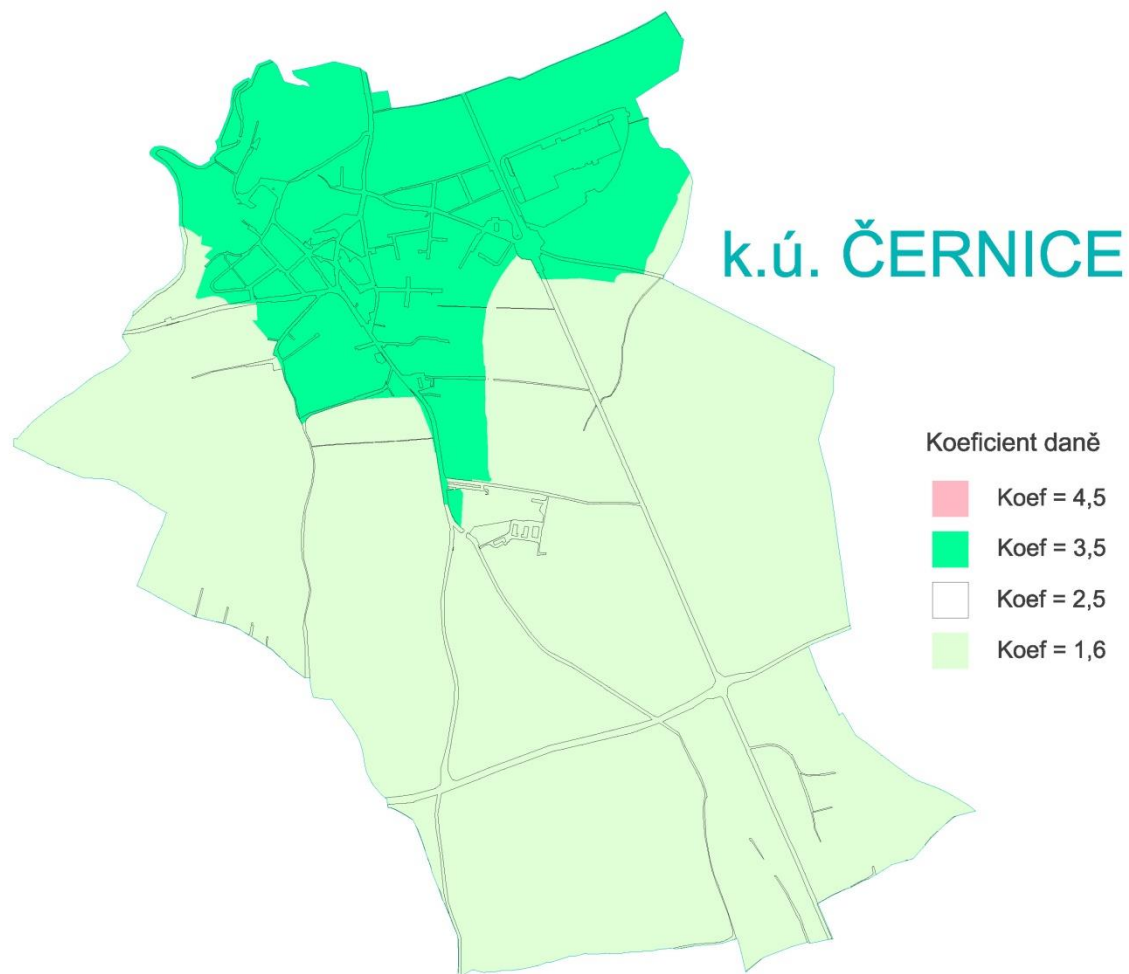 k.ú. ČERNICE
Koeficient daně
Koef = 4,5
Koef = 3,5
Koef = 2,5
Koef = 1,6